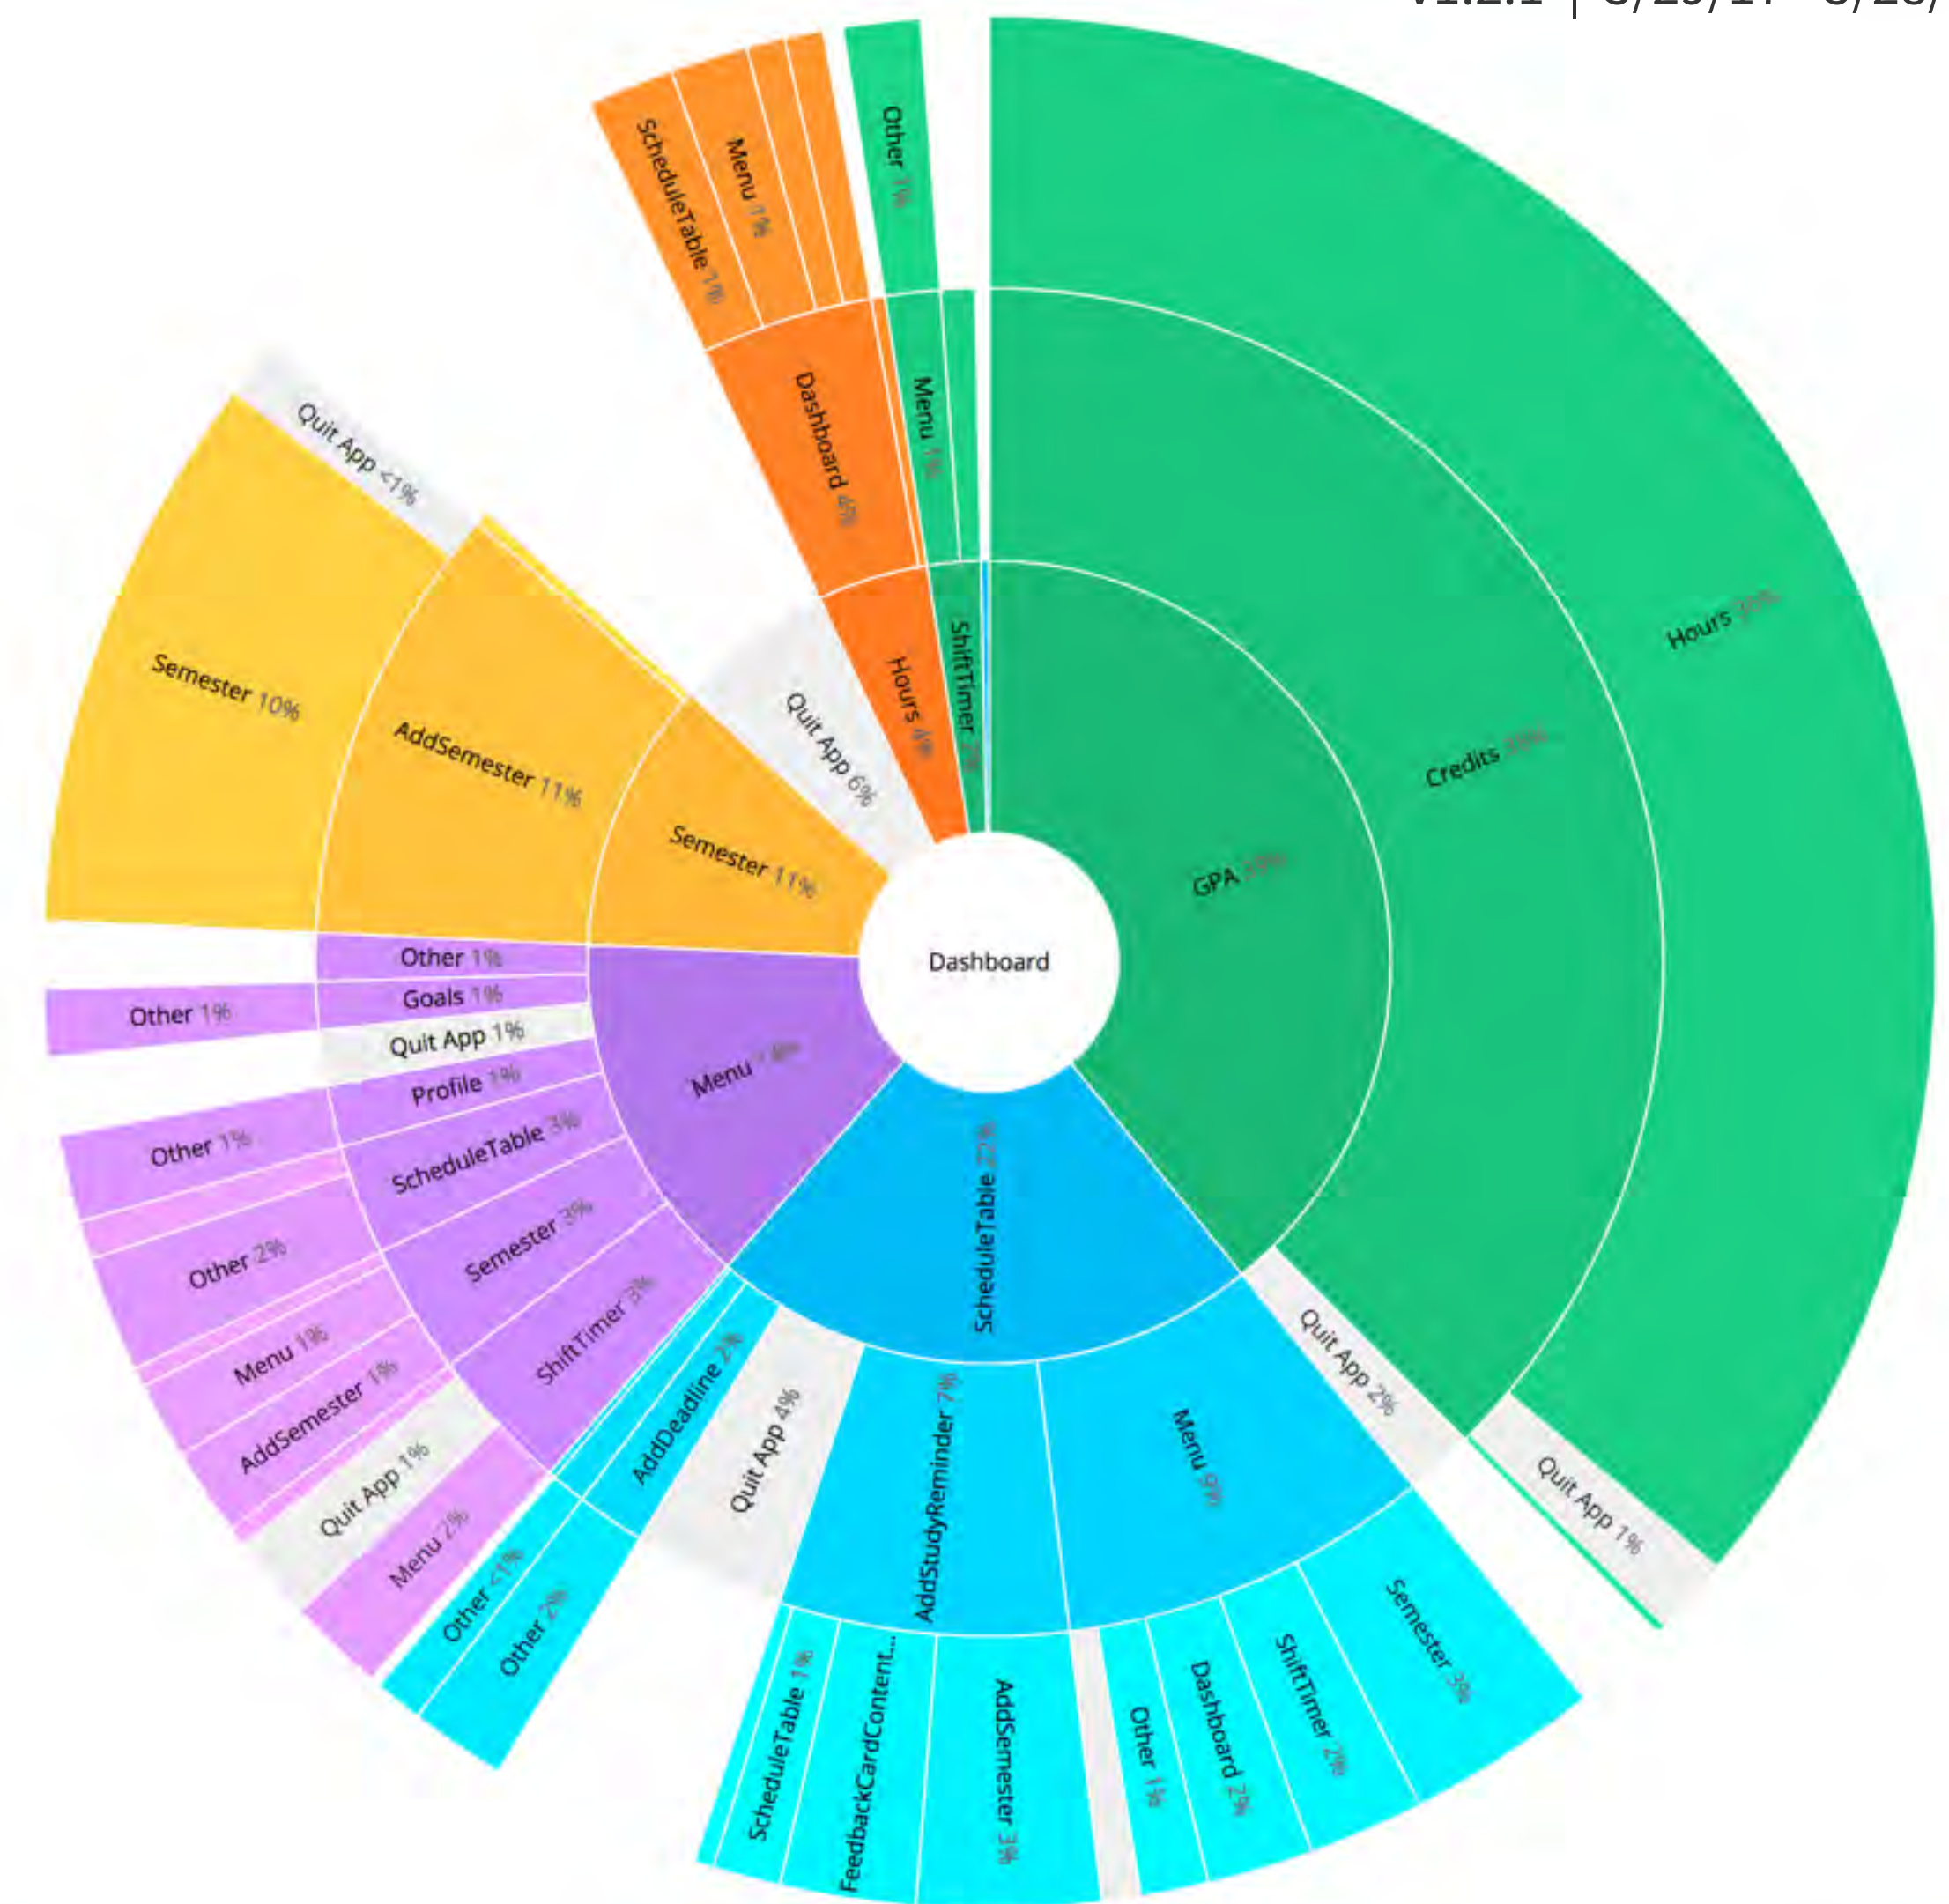 Dashboard
GPA 39%
Credits
Hours
Quit App 2%
Quit App 1%
ScheduleTable 22%
Menu 9%
Semester 3%
ShiftTimer 2%
Dashboard 2%
Other 1%
AddStudyReminder 7%
AddSemester 3%
FeedbackCardContent...
ScheduleTable 1%
Quit App 4%
AddDeadline 2%
Other 2%
Other <1%
Menu
ShiftTimer 3%
Menu 2%
Quit App 1%
Semester 3%
AddSemester 1%
Menu 1%
ScheduleTable 3%
Other 2%
Profile 1%
Other 1%
Quit App 1%
Goals 1%
Other 1%
Other 1%
Semester 11%
AddSemester 11%
Semester 10%
Quit App <1%
Quit App 6%
Hours 4%
Dashboard 4%
ScheduleTable 1%
Menu 1%
ShiftTimer 2%
Menu 1%
Other 1%